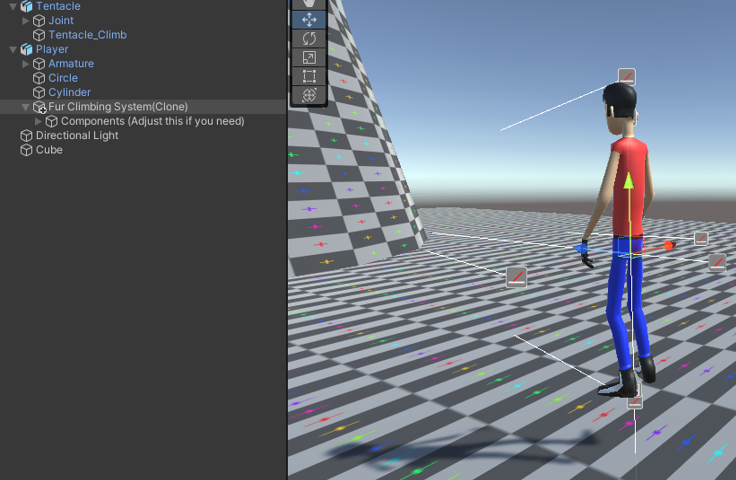 Tentacle
Joint
Tentacle_Climb
Player
Armature
Circle
Cylinder
Fur Climbing System(Clone)
Components (Adjust this if you need)
Directional Light
Cube